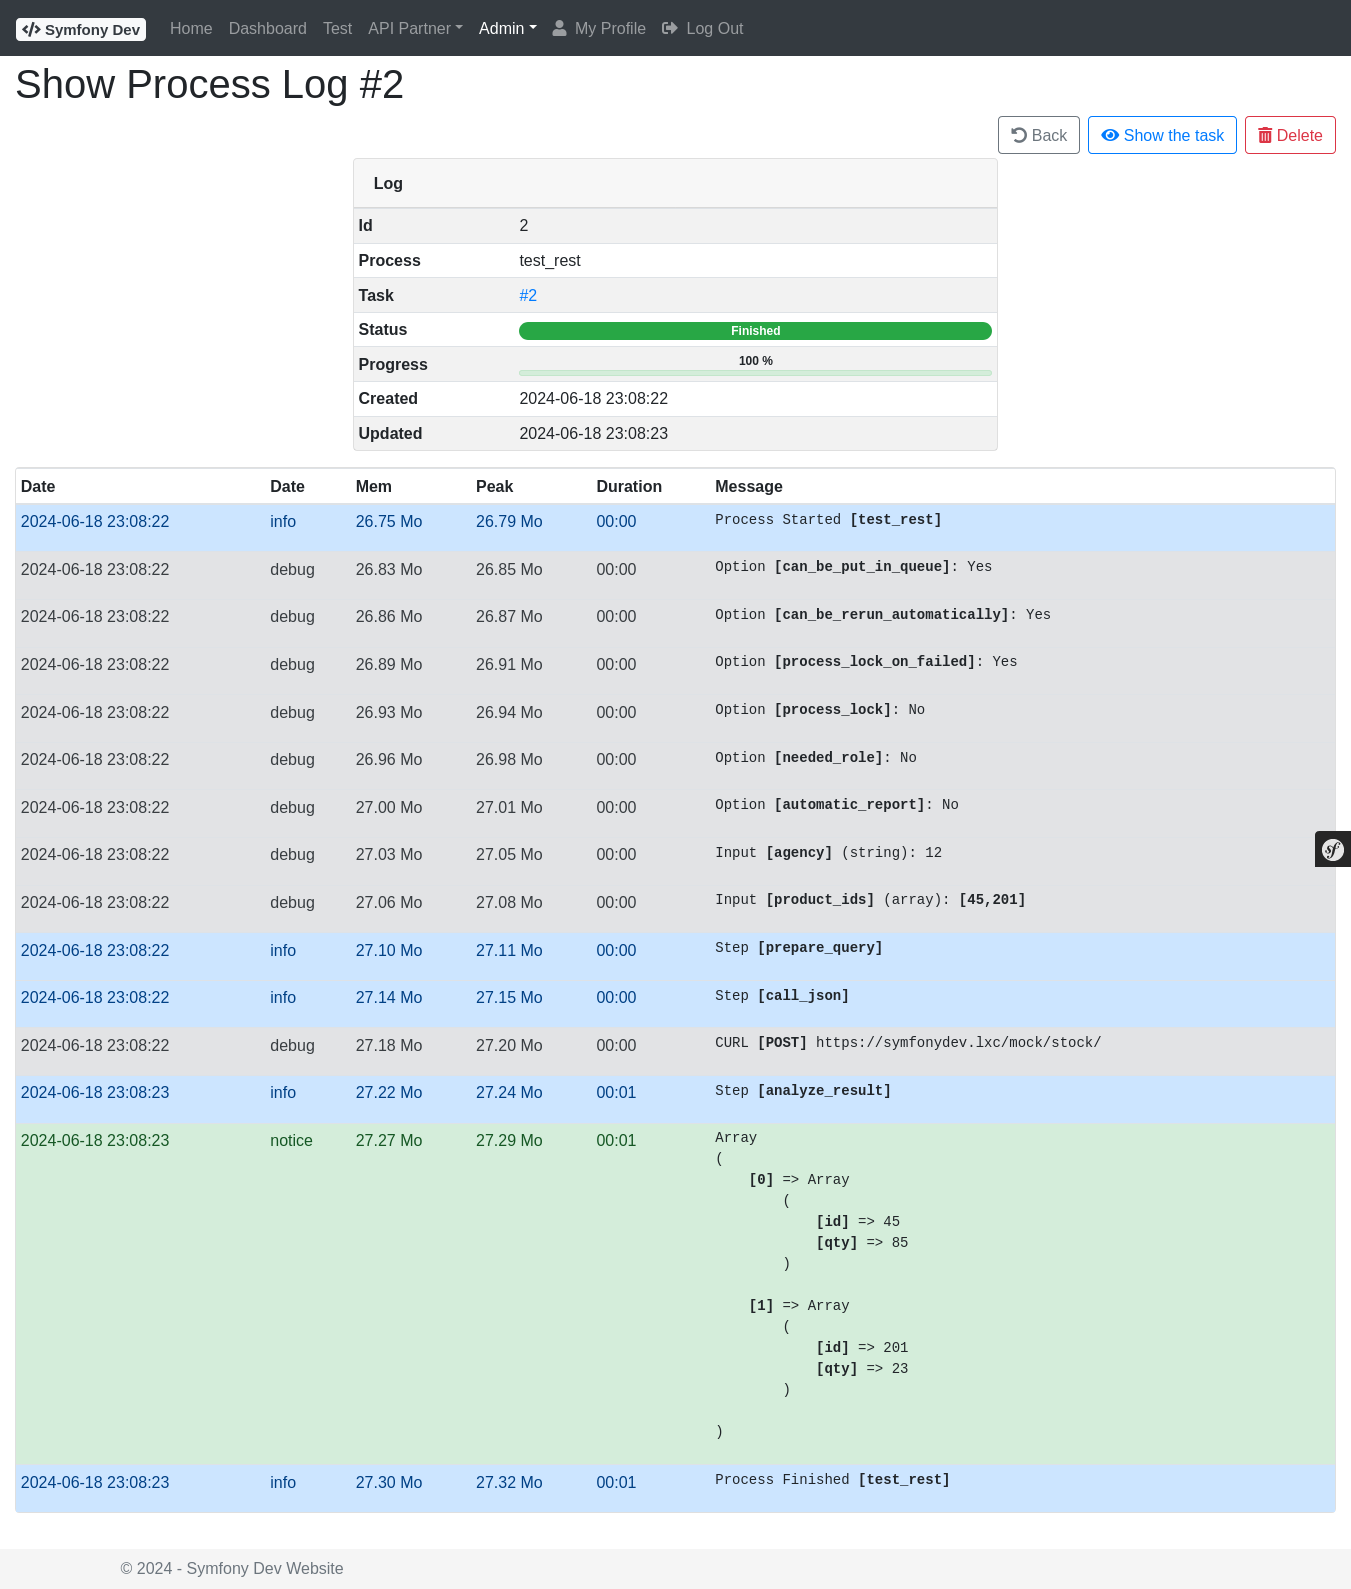 Symfony Dev Home Dashboard Test API Partner Admin My Profile Log Out
Show Process Log #2
Back Show the task Delete
Log
Id 2
Process test_rest
Task #2
Status Finished
Progress 100 %
Created 2024-06-18 23:08:22
Updated 2024-06-18 23:08:23
Date Date Mem Peak Duration Message
2024-06-18 23:08:22 info 26.75 Mo 26.79 Mo 00:00 Process Started [test_rest]
2024-06-18 23:08:22 debug 26.83 Mo 26.85 Mo 00:00 Option [can_be_put_in_queue]: Yes
2024-06-18 23:08:22 debug 26.86 Mo 26.87 Mo 00:00 Option [can_be_rerun_automatically]: Yes
2024-06-18 23:08:22 debug 26.89 Mo 26.91 Mo 00:00 Option [process_lock_on_failed]: Yes
2024-06-18 23:08:22 debug 26.93 Mo 26.94 Mo 00:00 Option [process_lock]: No
2024-06-18 23:08:22 debug 26.96 Mo 26.98 Mo 00:00 Option [needed_role]: No
2024-06-18 23:08:22 debug 27.00 Mo 27.01 Mo 00:00 Option [automatic_report]: No
2024-06-18 23:08:22 debug 27.03 Mo 27.05 Mo 00:00 Input [agency] (string): 12
2024-06-18 23:08:22 debug 27.06 Mo 27.08 Mo 00:00 Input [product_ids] (array): [45,201]
2024-06-18 23:08:22 info 27.10 Mo 27.11 Mo 00:00 Step [prepare_query]
2024-06-18 23:08:22 info 27.14 Mo 27.15 Mo 00:00 Step [call_json]
2024-06-18 23:08:22 debug 27.18 Mo 27.20 Mo 00:00 CURL [POST] https://symfonydev.lxc/mock/stock/
2024-06-18 23:08:23 info 27.22 Mo 27.24 Mo 00:01 Step [analyze_result]
2024-06-18 23:08:23 notice 27.27 Mo 27.29 Mo 00:01 Array
(
[0] => Array
(
[id] => 45
[qty] => 85
)
[1] => Array
(
[id] => 201
[qty] => 23
)
)
2024-06-18 23:08:23 info 27.30 Mo 27.32 Mo 00:01 Process Finished [test_rest]
© 2024 - Symfony Dev Website